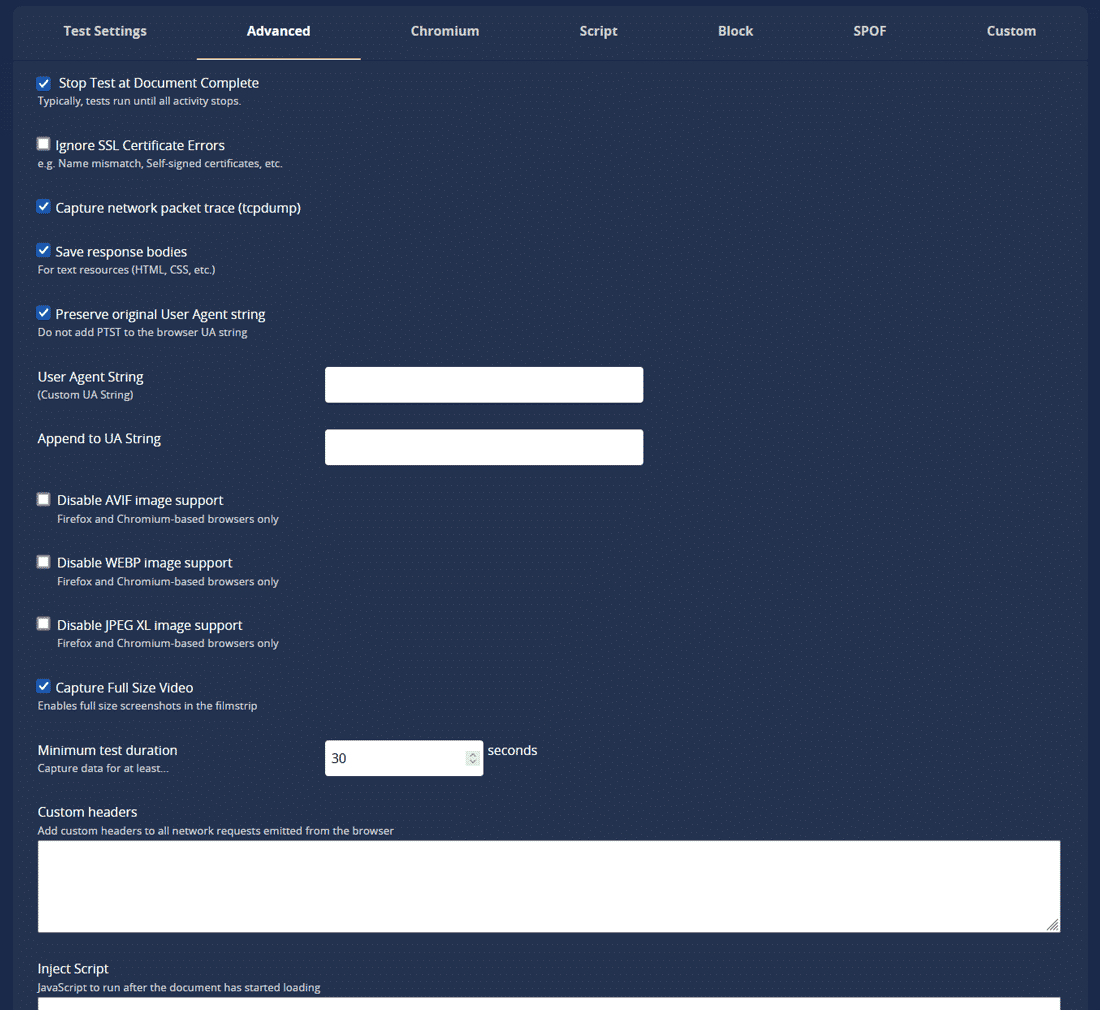 Test Settings Advanced Chromium Script Block SPOF Custom
Stop Test at Document Complete
Typically, tests run until all activity stops.
Ignore SSL Certificate Errors
e.g. Name mismatch, Self-signed certificates, etc.
Capture network packet trace (tcpdump)
Save response bodies
For text resources (HTML, CSS, etc.)
Preserve original User Agent string
Do not add PTST to the browser UA string
User Agent String
(Custom UA String)
Append to UA String
Disable AVIF image support
Firefox and Chromium-based browsers only
Disable WEBP image support
Firefox and Chromium-based browsers only
Disable JPEG XL image support
Firefox and Chromium-based browsers only
Capture Full Size Video
Enables full size screenshots in the filmstrip
Minimum test duration 30 seconds
Capture data for at least...
Custom headers
Add custom headers to all network requests emitted from the browser
Inject Script
JavaScript to run after the document has started loading